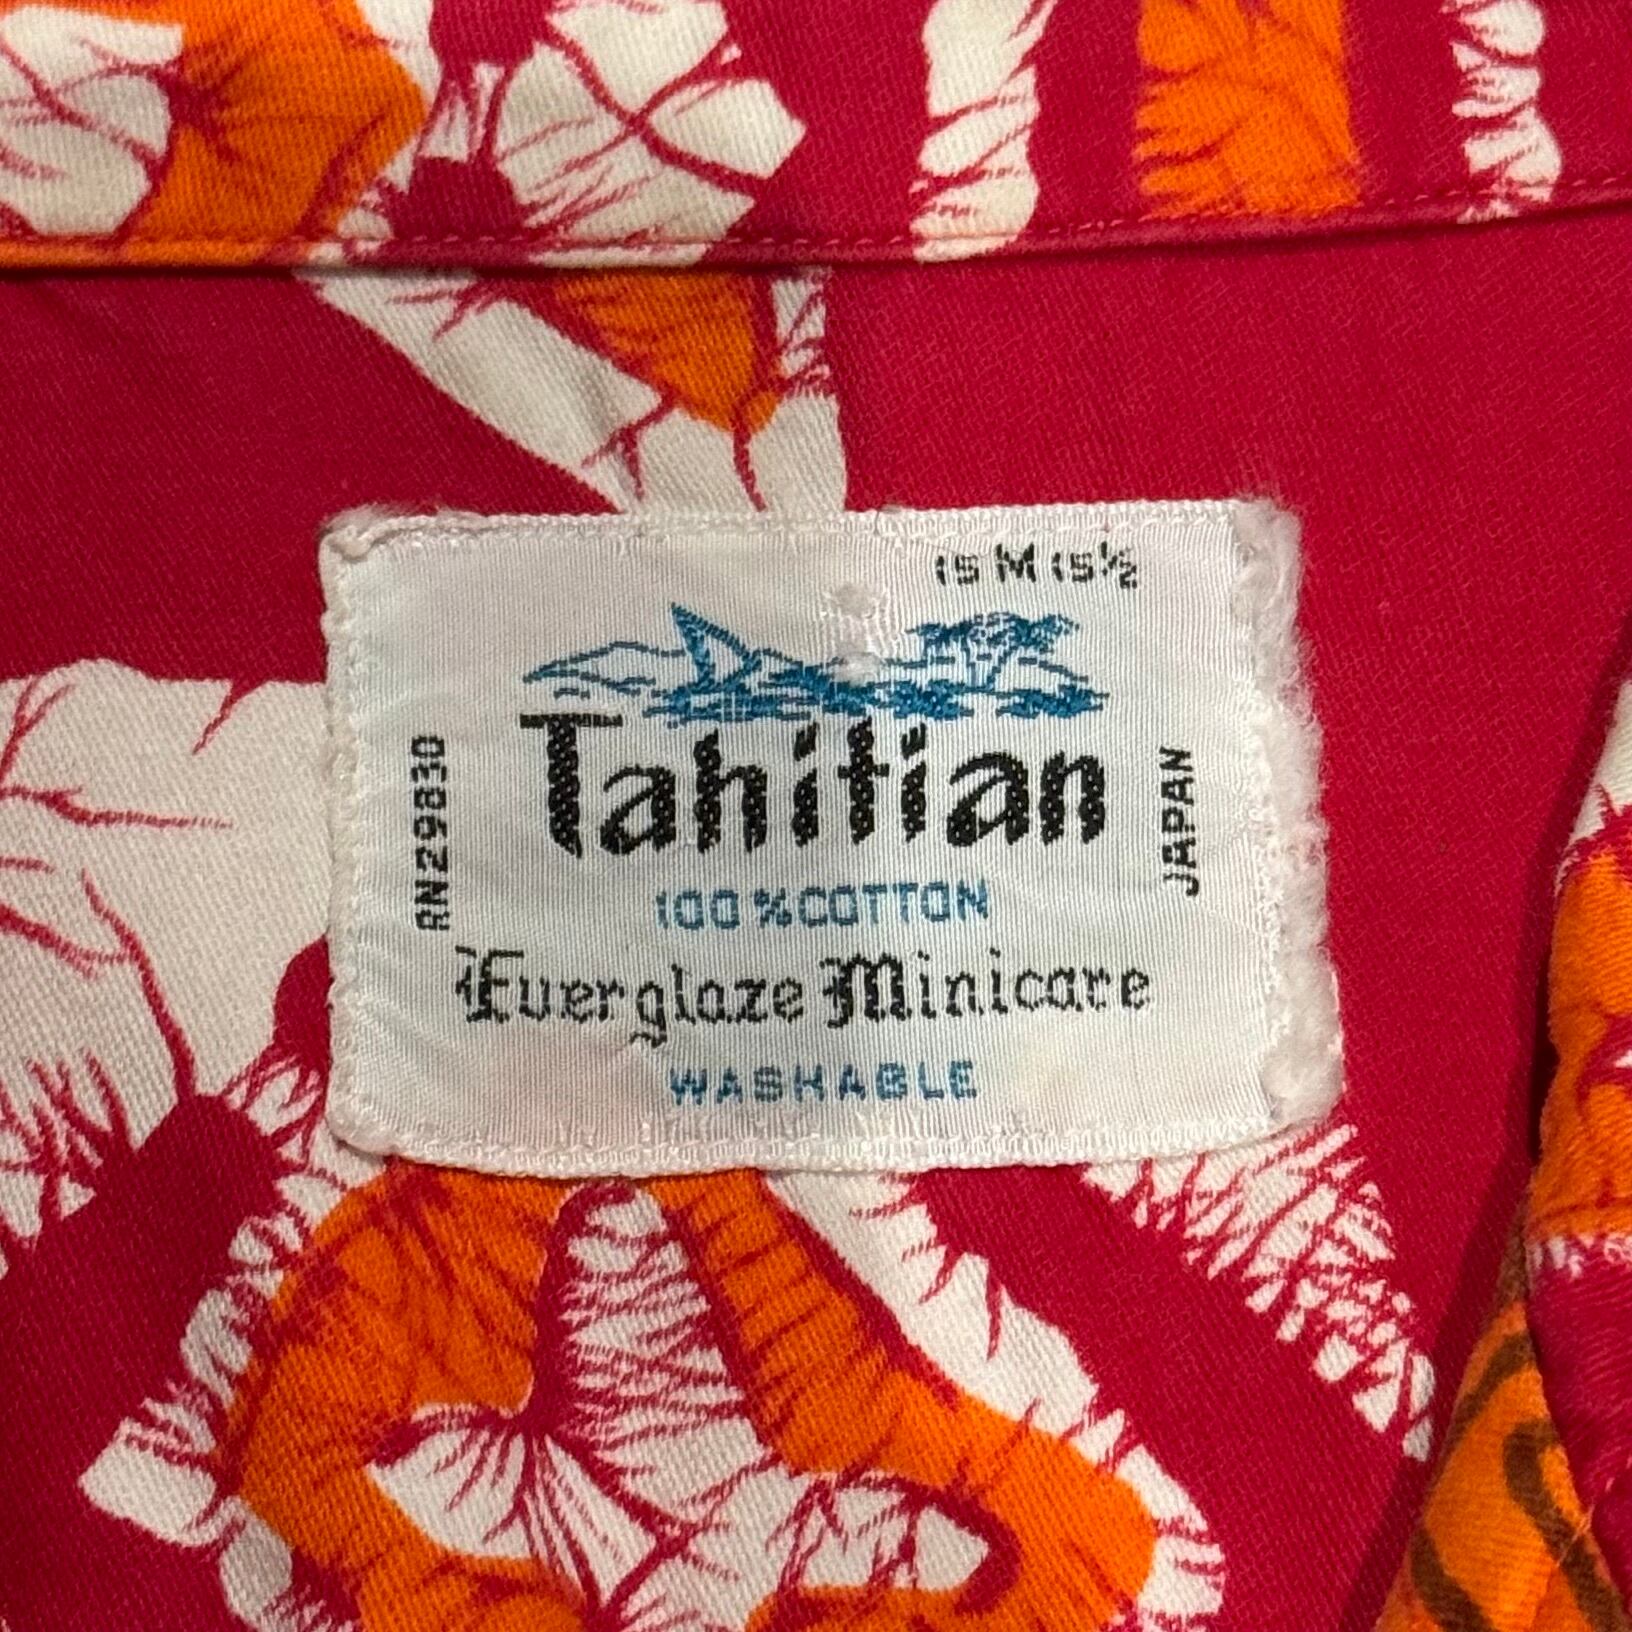 15 M 15½
Tahitian
RN29830
JAPAN
100% COTTON
Everglaze Minicare
WASHABLE